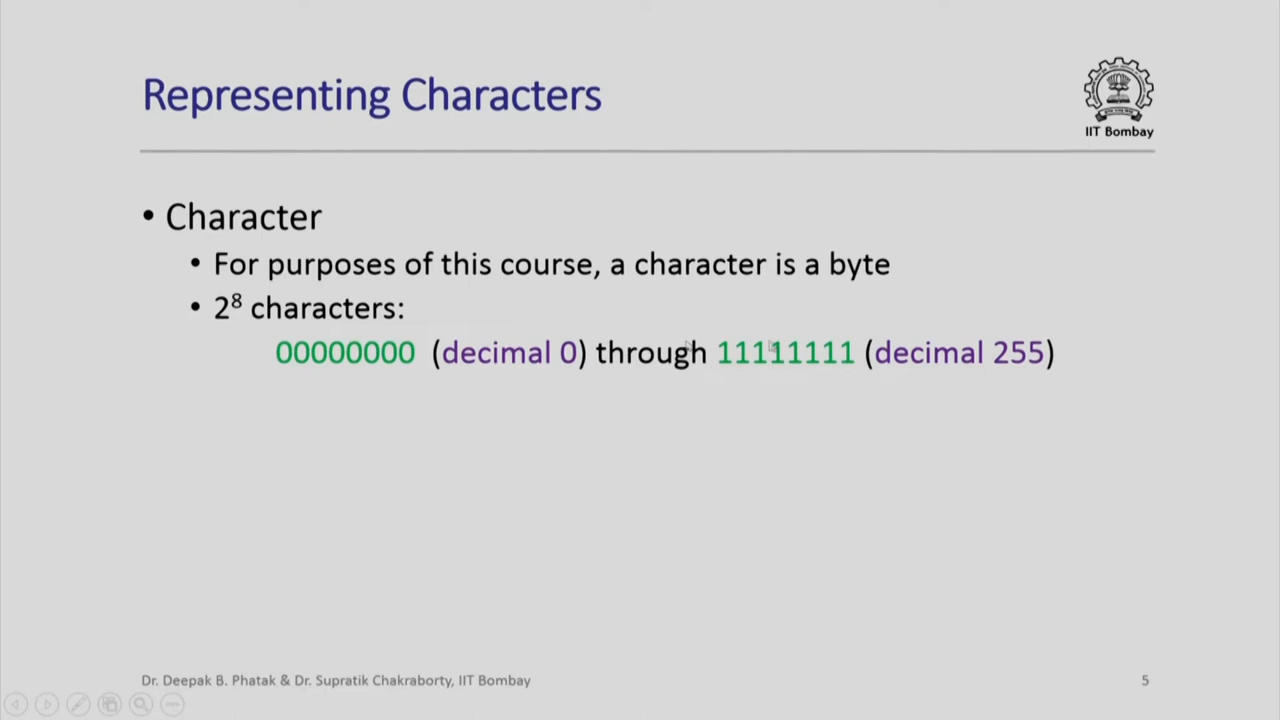 Representing Characters
IIT Bombay
• Character
• For purposes of this course, a character is a byte
• 2⁸ characters:
00000000 (decimal 0) through 11111111 (decimal 255)
Dr. Deepak B. Phatak & Dr. Supratik Chakraborty, IIT Bombay
5